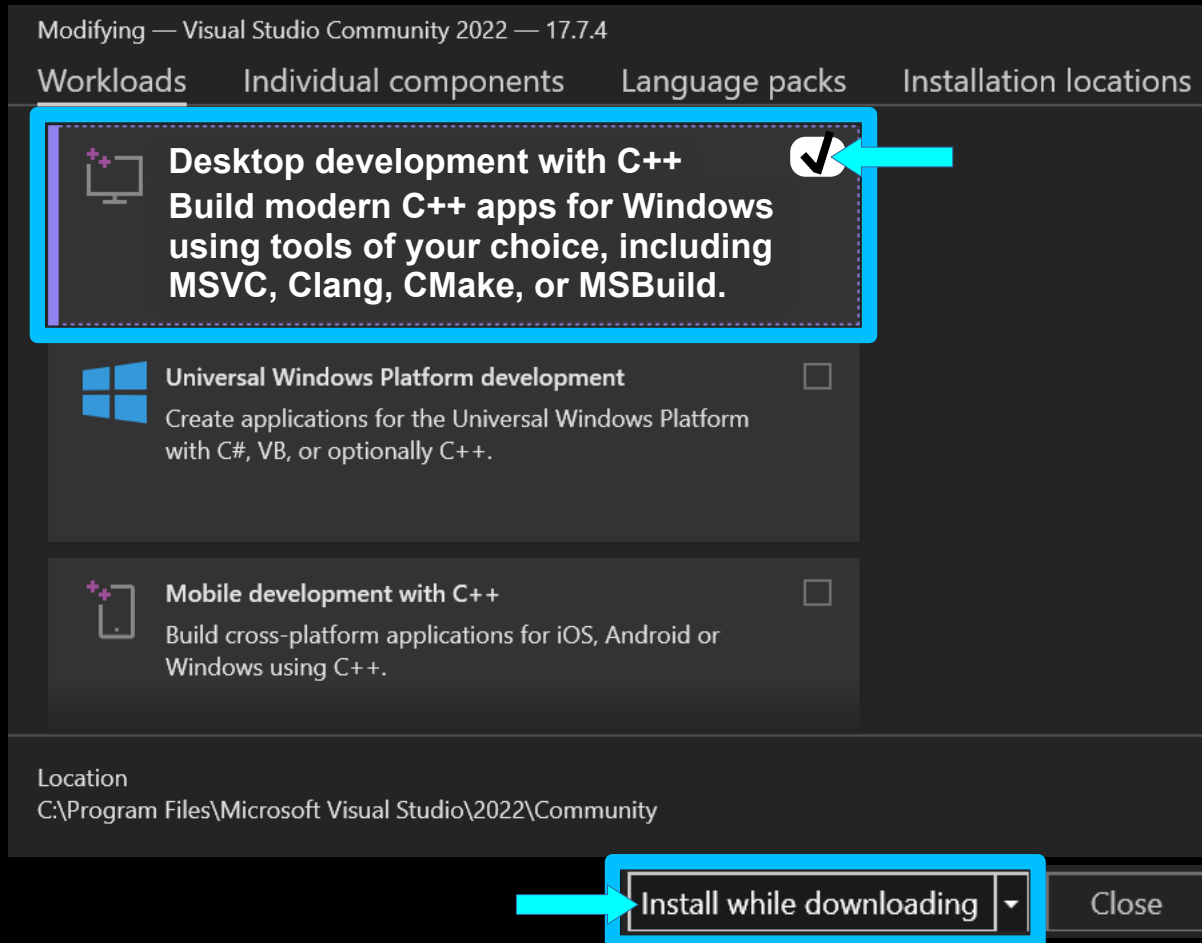 Modifying — Visual Studio Community 2022 — 17.7.4
Workloads Individual components Language packs Installation locations
Desktop development with C++
Build modern C++ apps for Windows
using tools of your choice, including
MSVC, Clang, CMake, or MSBuild.
Universal Windows Platform development
Create applications for the Universal Windows Platform
with C#, VB, or optionally C++.
Mobile development with C++
Build cross-platform applications for iOS, Android or
Windows using C++.
Location
C:\Program Files\Microsoft Visual Studio\2022\Community
Install while downloading Close